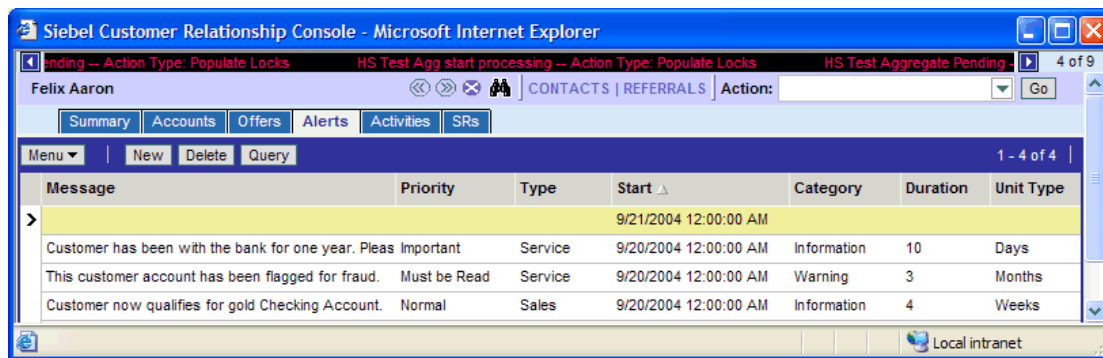 Siebel Customer Relationship Console - Microsoft Internet Explorer
ending -- Action Type: Populate Locks HS Test Agg start processing -- Action Type: Populate Locks HS Test Aggregate Pending - 4 of 9
Felix Aaron CONTACTS | REFERRALS Action: Go
Summary Accounts Offers Alerts Activities SRs
Menu New Delete Query 1 - 4 of 4
Message Priority Type Start Category Duration Unit Type
9/21/2004 12:00:00 AM
Customer has been with the bank for one year. Pleas Important Service 9/20/2004 12:00:00 AM Information 10 Days
This customer account has been flagged for fraud. Must be Read Service 9/20/2004 12:00:00 AM Warning 3 Months
Customer now qualifies for gold Checking Account. Normal Sales 9/20/2004 12:00:00 AM Information 4 Weeks
Local intranet